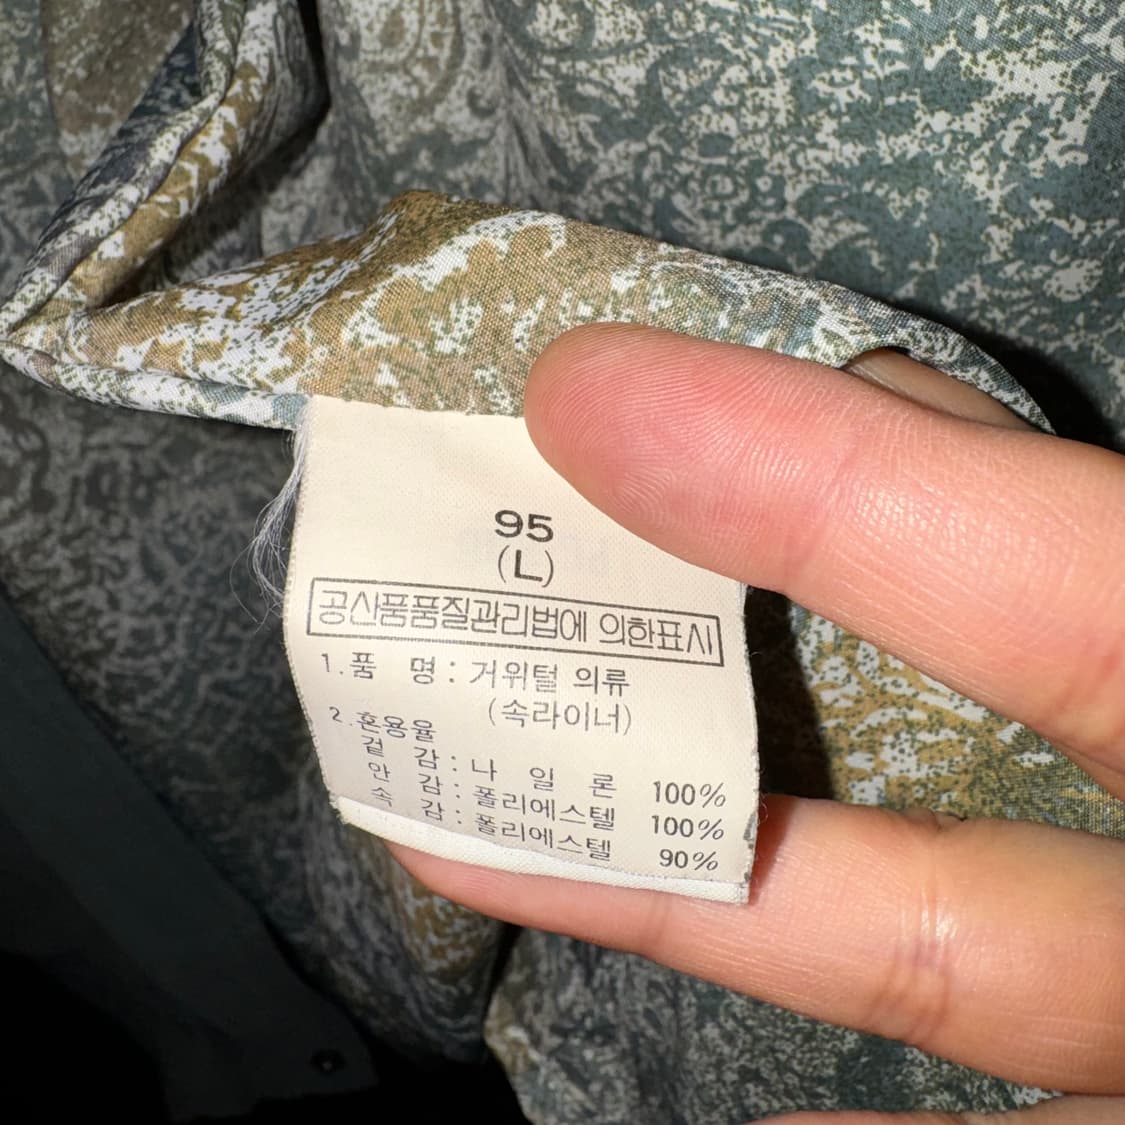 95
(L)
공산품품질관리법에 의한표시
1.품 명 : 거위털 의류
(속라이너)
2.혼용율
겉 감 : 나 일 론 100%
안 감 : 폴리에스텔 100%
속 감 : 폴리에스텔 90%